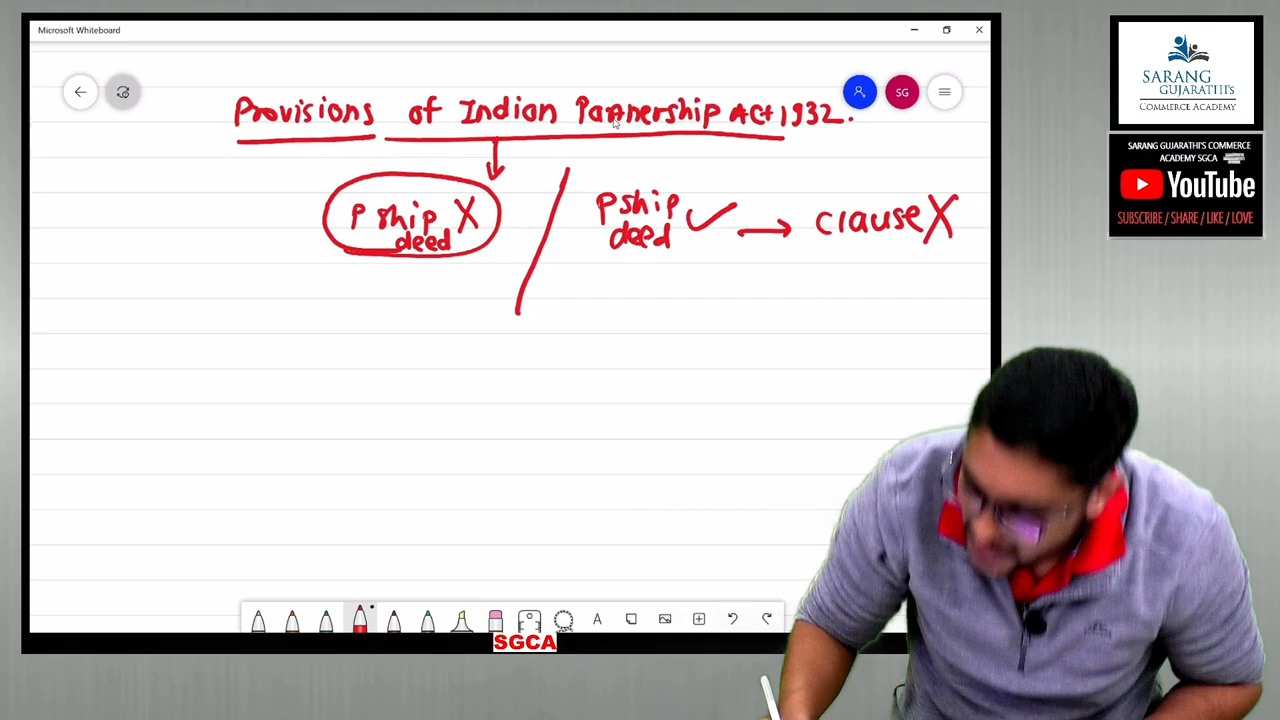 Microsoft Whiteboard
Provisions of Indian Partnership Act 1932.
P ship deed X
P ship deed ✓ → clause X
SG
SARANG
GUJARATHI'S
COMMERCE ACADEMY
SARANG GUJARATHI'S COMMERCE
ACADEMY SGCA
YouTube
SUBSCRIBE / SHARE / LIKE / LOVE
A
SGCA